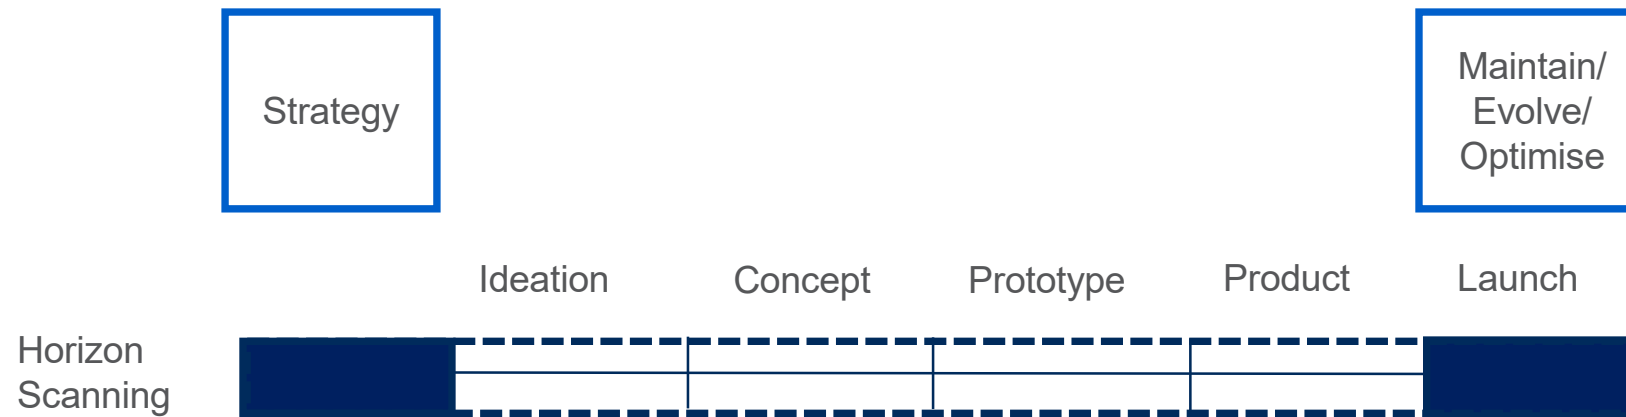 Strategy
Maintain/
Evolve/
Optimise
Ideation
Concept
Prototype
Product
Launch
Horizon
Scanning